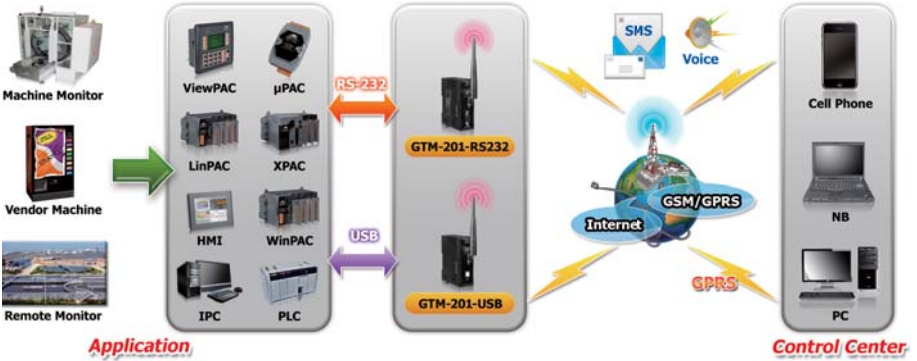 Machine Monitor
Vendor Machine
Remote Monitor
ViewPAC
μPAC
LinPAC
XPAC
HMI
WinPAC
IPC
PLC
Application
RS-232
USB
GTM-201-RS232
GTM-201-USB
SMS
Voice
GSM/GPRS
Internet
GPRS
Cell Phone
NB
PC
Control Center